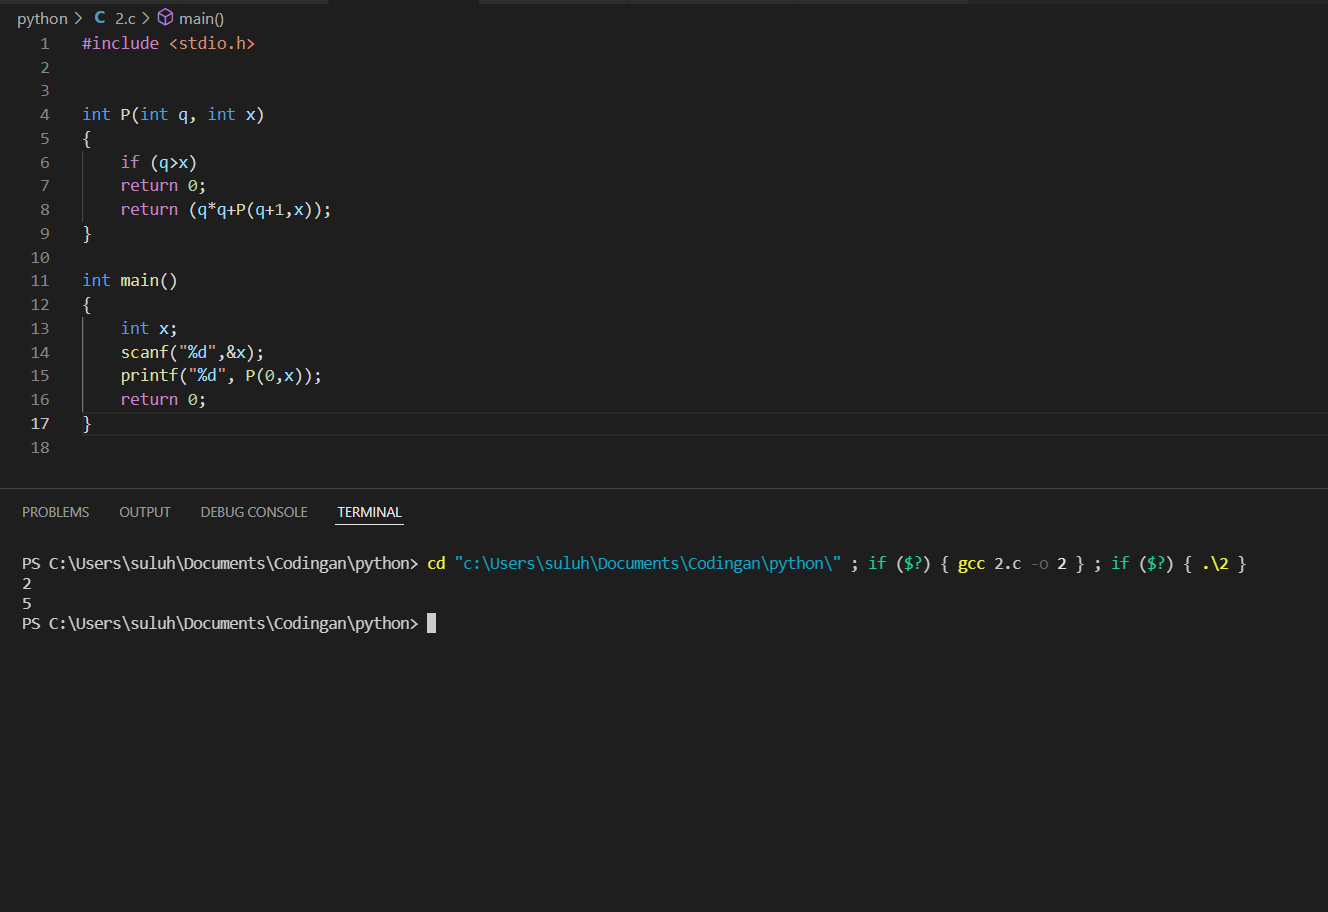 python > C 2.c > main()
1 #include <stdio.h>
2
3
4 int P(int q, int x)
5 {
6     if (q>x)
7     return 0;
8     return (q*q+P(q+1,x));
9 }
10
11 int main()
12 {
13     int x;
14     scanf("%d",&x);
15     printf("%d", P(0,x));
16     return 0;
17 }
18
PROBLEMS OUTPUT DEBUG CONSOLE TERMINAL
PS C:\Users\suluh\Documents\Codingan\python> cd "c:\Users\suluh\Documents\Codingan\python\" ; if ($?) { gcc 2.c -o 2 } ; if ($?) { .\2 }
2
5
PS C:\Users\suluh\Documents\Codingan\python>